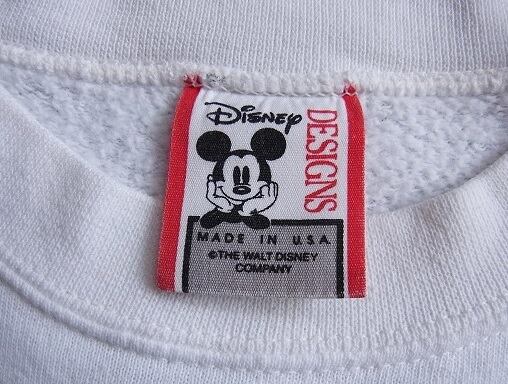 Disney
DESIGNS
MADE IN U.S.A.
©THE WALT DISNEY
COMPANY